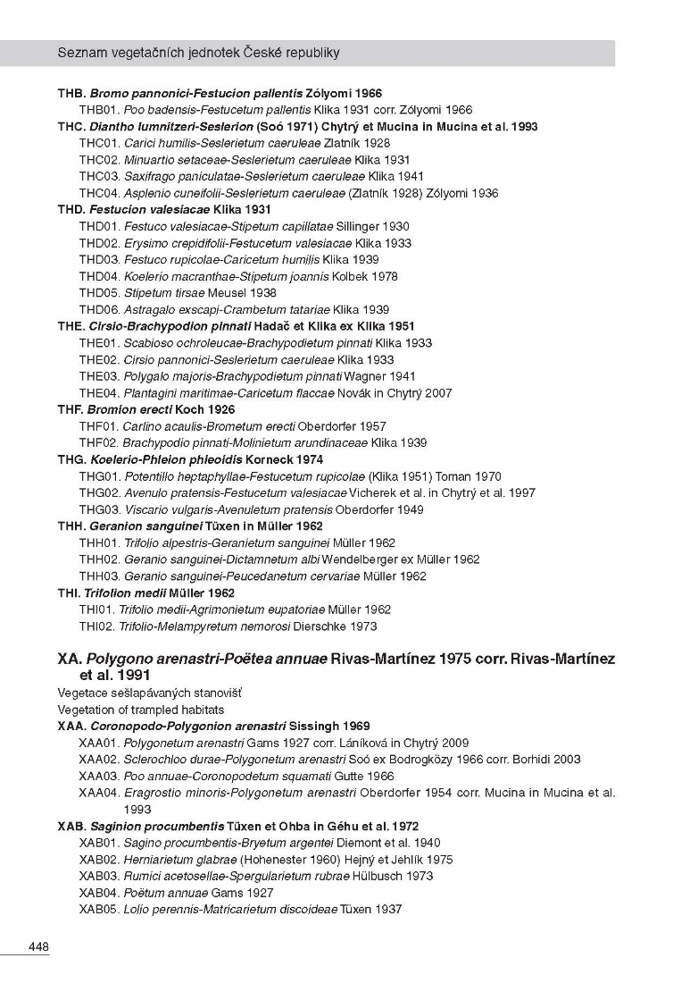 Seznam vegetačních jednotek České republiky
THB. Bromo pannonici-Festucion pallentis Zólyomi 1966
THB01. Poo badensis-Festucetum pallentis Klika 1931 corr. Zólyomi 1966
THC. Diantho lumnitzeri-Seslerion (Soó 1971) Chytrý et Mucina in Mucina et al. 1993
THC01. Carici humilis-Seslerietum caeruleae Zlatník 1928
THC02. Minuartio setaceae-Seslerietum caeruleae Klika 1931
THC03. Saxifrago paniculatae-Seslerietum caeruleae Klika 1941
THC04. Asplenio cuneifolii-Seslerietum caeruleae (Zlatník 1928) Zólyomi 1936
THD. Festucion valesiacae Klika 1931
THD01. Festuco valesiacae-Stipetum capillatae Sillinger 1930
THD02. Erysimo crepidifolii-Festucetum valesiacae Klika 1933
THD03. Festuco rupicolae-Caricetum humilis Klika 1939
THD04. Koelerio macranthae-Stipetum joannis Kolbek 1978
THD05. Stipetum tirsae Meusel 1938
THD06. Astragalo exscapi-Crambetum tatariae Klika 1939
THE. Cirsio-Brachypodion pinnati Hadač et Klika ex Klika 1951
THE01. Scabioso ochroleucae-Brachypodietum pinnati Klika 1933
THE02. Cirsio pannonici-Seslerietum caeruleae Klika 1933
THE03. Polygalo majoris-Brachypodietum pinnati Wagner 1941
THE04. Plantagini maritimae-Caricetum flaccae Novák in Chytrý 2007
THF. Bromion erecti Koch 1926
THF01. Carlino acaulis-Brometum erecti Oberdorfer 1957
THF02. Brachypodio pinnati-Molinietum arundinaceae Klika 1939
THG. Koelerio-Phleion phleoidis Korneck 1974
THG01. Potentillo heptaphyllae-Festucetum rupicolae (Klika 1951) Toman 1970
THG02. Avenulo pratensis-Festucetum valesiacae Vicherek et al. in Chytrý et al. 1997
THG03. Viscario vulgaris-Avenuletum pratensis Oberdorfer 1949
THH. Geranion sanguinei Tüxen in Müller 1962
THH01. Trifolio alpestris-Geranietum sanguinei Müller 1962
THH02. Geranio sanguinei-Dictamnetum albi Wendelberger ex Müller 1962
THH03. Geranio sanguinei-Peucedanetum cervariae Müller 1962
THI. Trifolion medii Müller 1962
THI01. Trifolio medii-Agrimonietum eupatoriae Müller 1962
THI02. Trifolio-Melampyretum nemorosi Dierschke 1973
XA. Polygono arenastri-Poëtea annuae Rivas-Martínez 1975 corr. Rivas-Martínez
et al. 1991
Vegetace sešlapávaných stanovišť
Vegetation of trampled habitats
XAA. Coronopodo-Polygonion arenastri Sissingh 1969
XAA01. Polygonetum arenastri Gams 1927 corr. Láníková in Chytrý 2009
XAA02. Sclerochloo durae-Polygonetum arenastri Soó ex Bodrogközy 1966 corr. Borhidi 2003
XAA03. Poo annuae-Coronopodetum squamati Gutte 1966
XAA04. Eragrostio minoris-Polygonetum arenastri Oberdorfer 1954 corr. Mucina in Mucina et al.
1993
XAB. Saginion procumbentis Tüxen et Ohba in Géhu et al. 1972
XAB01. Sagino procumbentis-Bryetum argentei Diemont et al. 1940
XAB02. Herniarietum glabrae (Hohenester 1960) Hejný et Jehlík 1975
XAB03. Rumici acetosellae-Spergularietum rubrae Hülbusch 1973
XAB04. Poëtum annuae Gams 1927
XAB05. Lolio perennis-Matricarietum discoideae Tüxen 1937
448